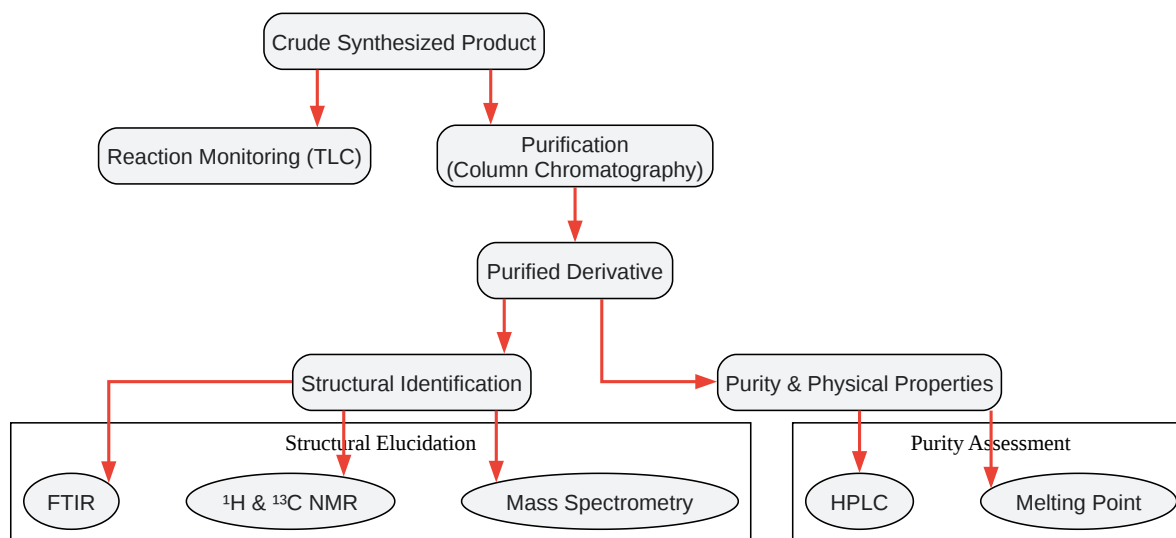 Crude Synthesized Product
Reaction Monitoring (TLC)
Purification
(Column Chromatography)
Purified Derivative
Structural Identification
Purity & Physical Properties
Structural Elucidation
Purity Assessment
FTIR
¹H & ¹³C NMR
Mass Spectrometry
HPLC
Melting Point